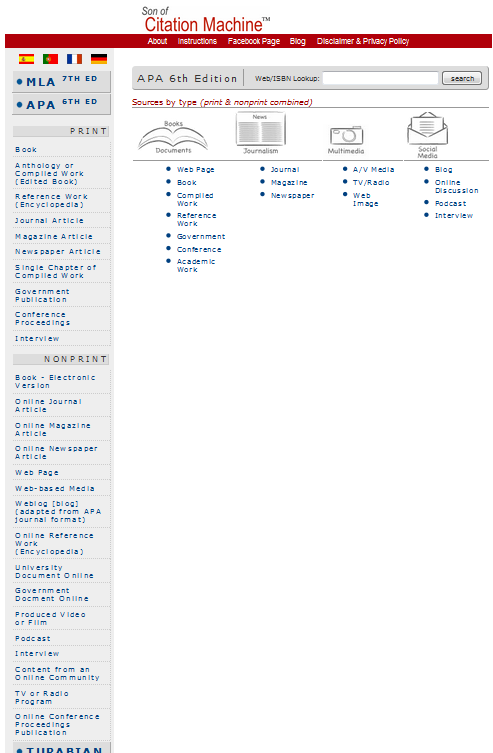 Son of
Citation Machine™
About Instructions Facebook Page Blog Disclaimer & Privacy Policy
MLA 7TH ED
APA 6TH ED
PRINT
Book
Anthology or
Compiled Work
(Edited Book)
Reference Work
(Encyclopedia)
Journal Article
Magazine Article
Newspaper Article
Single Chapter of
Compiled Work
Government
Publication
Conference
Proceedings
Interview
NONPRINT
Book - Electronic
Version
Online Journal
Article
Online Magazine
Article
Online Newspaper
Article
Web Page
Web-based Media
Weblog [blog]
(adapted from APA
journal format)
Online Reference
Work
(Encyclopedia)
University
Document Online
Government
Docment Online
Produced Video
or Film
Podcast
Interview
Content from an
Online Community
TV or Radio
Program
Online Conference
Proceedings
Publication
TURABIAN
APA 6th Edition Web/ISBN Lookup: search
Sources by type (print & nonprint combined)
Books
Documents
Web Page
Book
Compiled
Work
Reference
Work
Government
Conference
Academic
Work
News
Journalism
Journal
Magazine
Newspaper
Multimedia
A/V Media
TV/Radio
Web
Image
Social
Media
Blog
Online
Discussion
Podcast
Interview